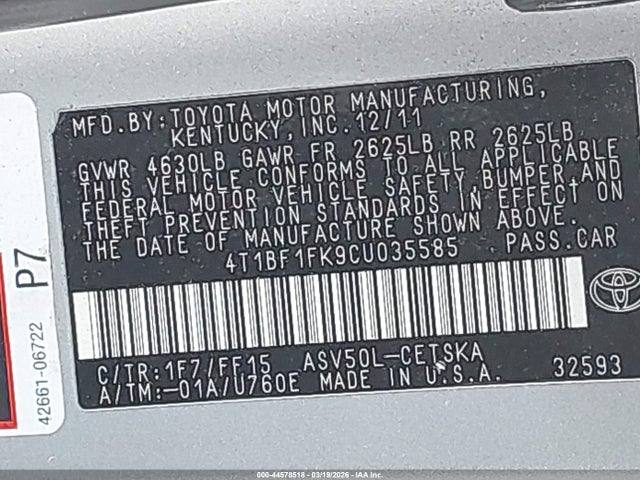 MFD.BY:TOYOTA MOTOR MANUFACTURING,
KENTUCKY,INC.12/11
GVWR 4630LB GAWR FR 2625LB RR 2625LB
THIS VEHICLE CONFORMS TO ALL APPLICABLE
FEDERAL MOTOR VEHICLE SAFETY,BUMPER,AND
THEFT PREVENTION STANDARDS IN EFFECT ON
THE DATE OF MANUFACTURE SHOWN ABOVE.
4T1BF1FK9CU035585 PASS.CAR
C/TR:1F7/FF15 ASV50L-CETSKA
A/TM:-01A/U760E MADE IN U.S.A. 32593
P7
42661-06722
000-44578518 - 03/19/2026 - IAA Inc.